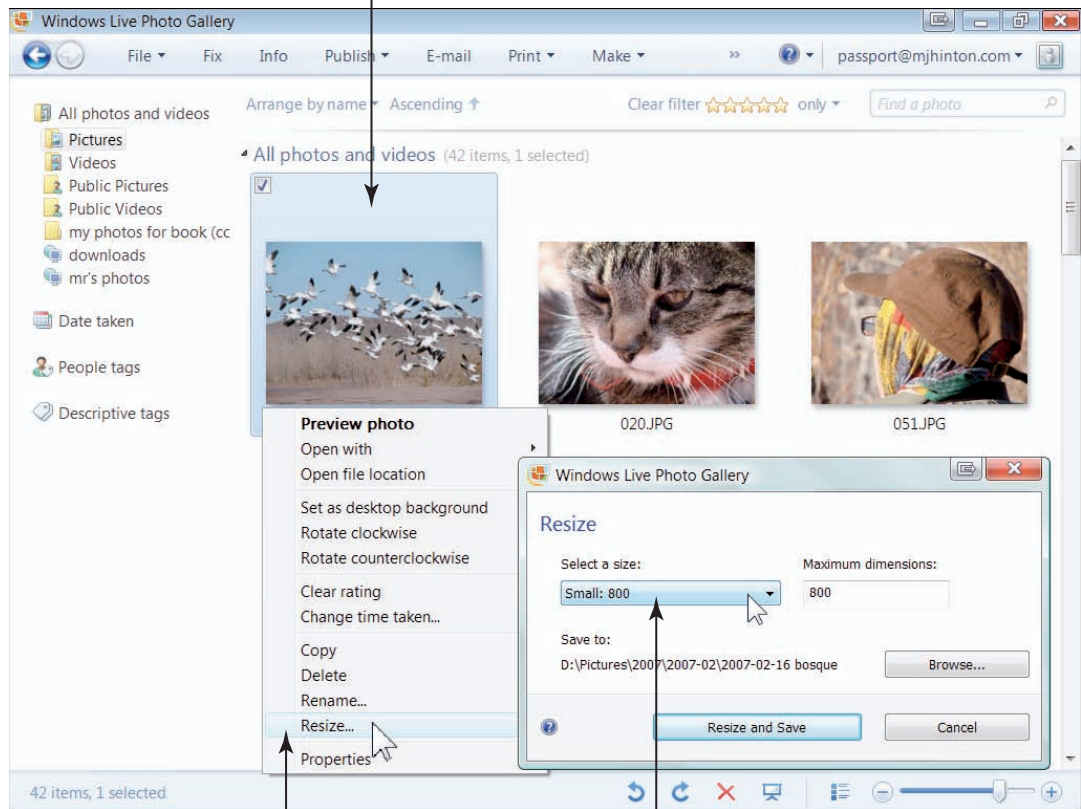 Windows Live Photo Gallery
File Fix Info Publish E-mail Print Make » passport@mjhinton.com
Arrange by name Ascending Clear filter only Find a photo
All photos and videos
Pictures
Videos
Public Pictures
Public Videos
my photos for book (cc
downloads
mr's photos
Date taken
People tags
Descriptive tags
All photos and videos (42 items, 1 selected)
020.JPG
051.JPG
Preview photo
Open with
Open file location
Set as desktop background
Rotate clockwise
Rotate counterclockwise
Clear rating
Change time taken...
Copy
Delete
Rename...
Resize...
Properties
Windows Live Photo Gallery
Resize
Select a size: Maximum dimensions:
Small: 800 800
Save to:
D:\Pictures\2007\2007-02\2007-02-16 bosque Browse...
Resize and Save Cancel
42 items, 1 selected